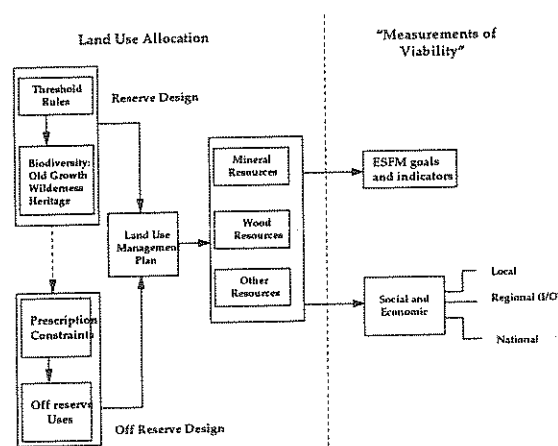 Land Use Allocation
"Measurements of
Viability"
Threshold
Rules
Reserve Design
Biodiversity:
Old Growth
Wilderness
Heritage
Land Use
Management
Plan
Mineral
Resources
Wood
Resources
Other
Resources
ESFM goals
and indicators
Social and
Economic
Local
Regional (I/O)
National
Prescription
Constraints
Off reserve
Uses
Off Reserve Design